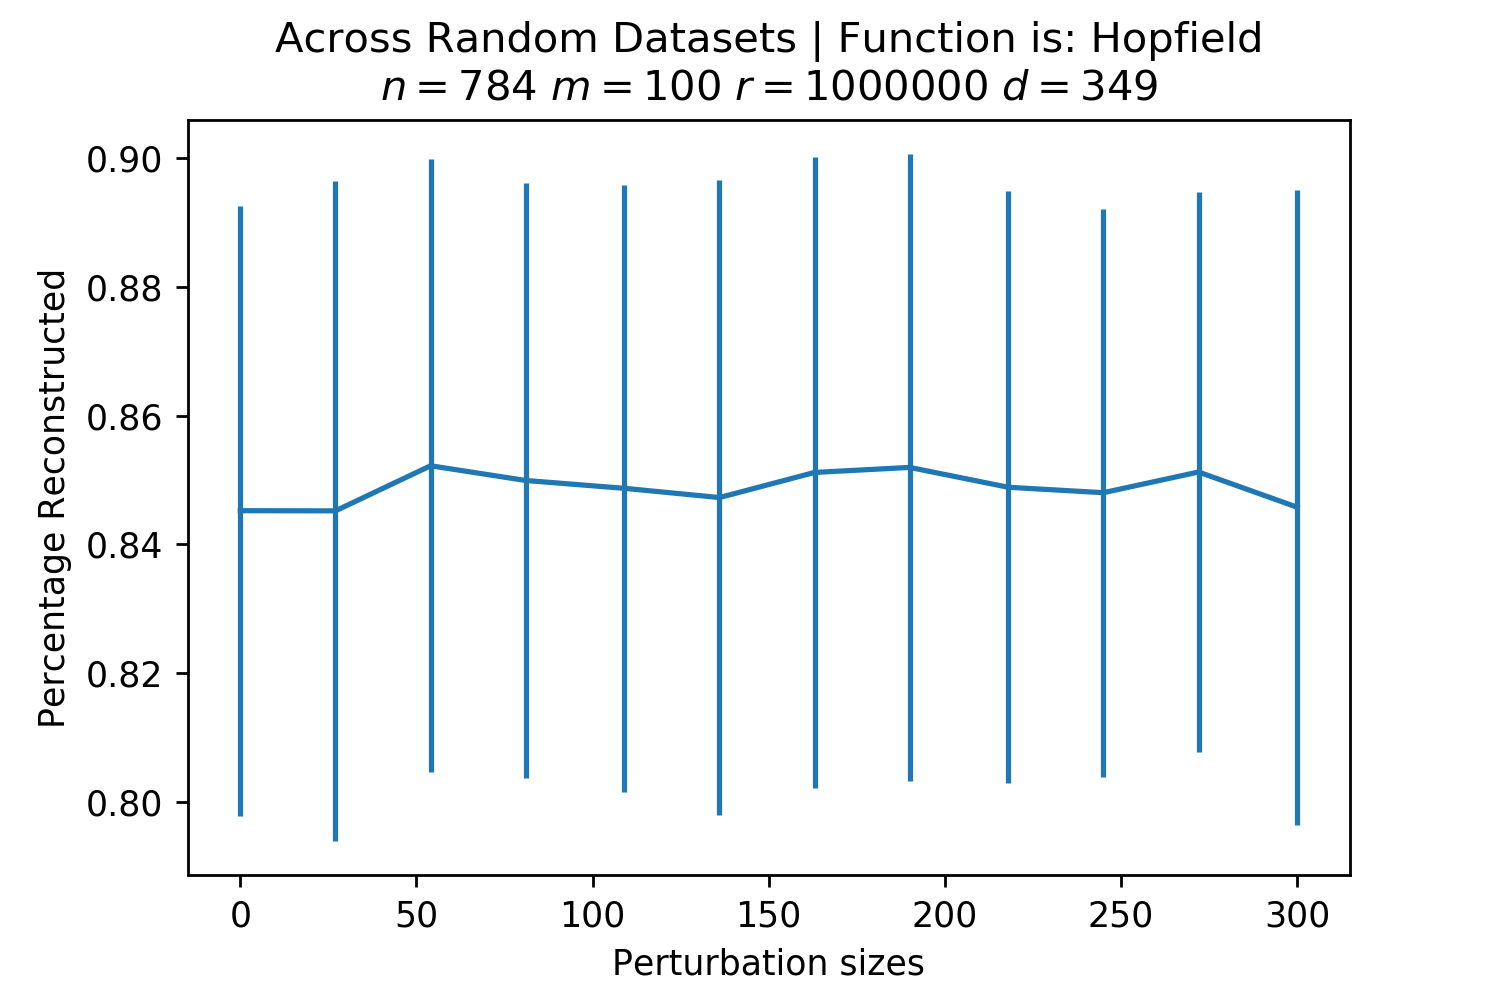 Across Random Datasets | Function is: Hopfield
n = 784 m = 100 r = 1000000 d = 349
Percentage Reconstructed
0.90
0.88
0.86
0.84
0.82
0.80
0 50 100 150 200 250 300
Perturbation sizes